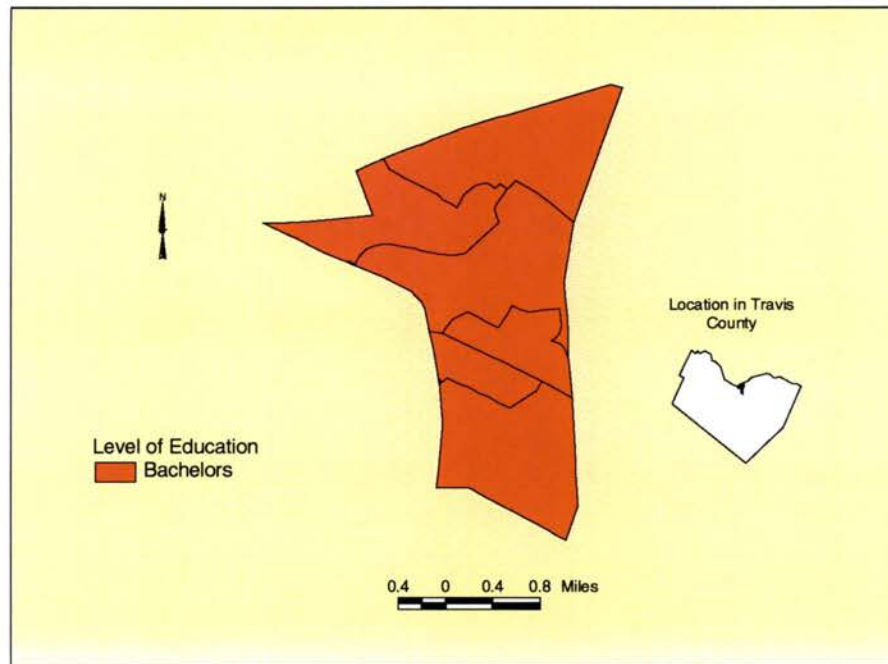 N
Location in Travis
County
Level of Education
Bachelors
0.4 0 0.4 0.8 Miles